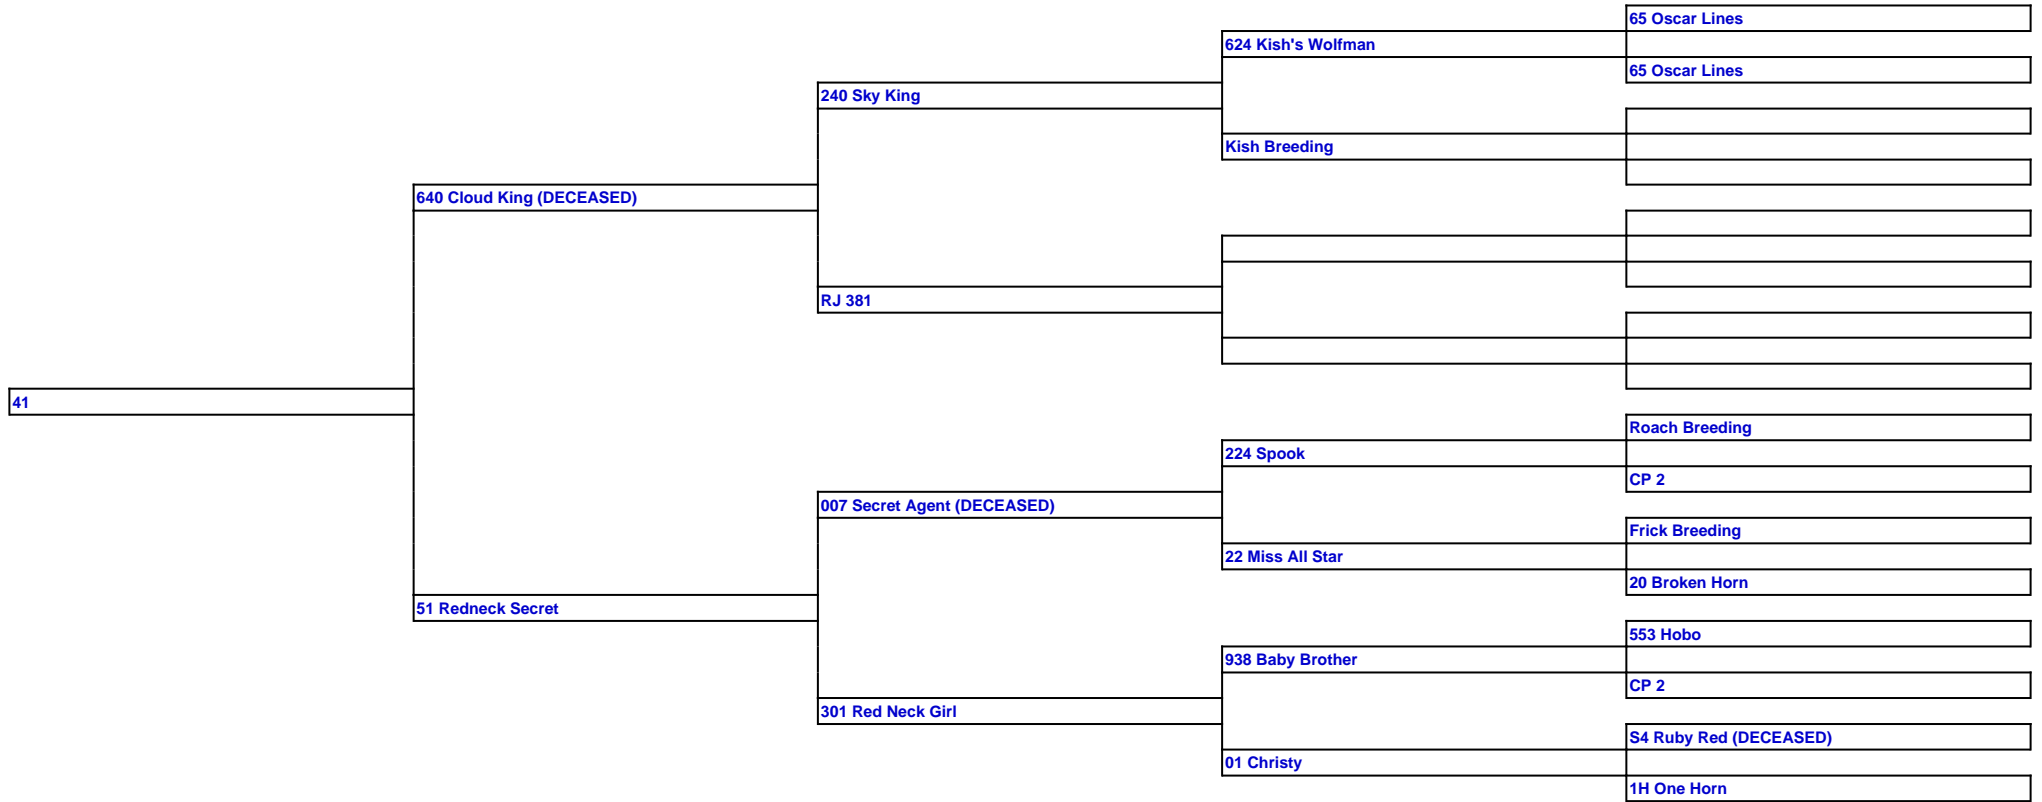 65 Oscar Lines
624 Kish's Wolfman
65 Oscar Lines
240 Sky King
Kish Breeding
640 Cloud King (DECEASED)
RJ 381
41
Roach Breeding
224 Spook
CP 2
007 Secret Agent (DECEASED)
Frick Breeding
22 Miss All Star
20 Broken Horn
51 Redneck Secret
553 Hobo
938 Baby Brother
CP 2
301 Red Neck Girl
S4 Ruby Red (DECEASED)
01 Christy
1H One Horn